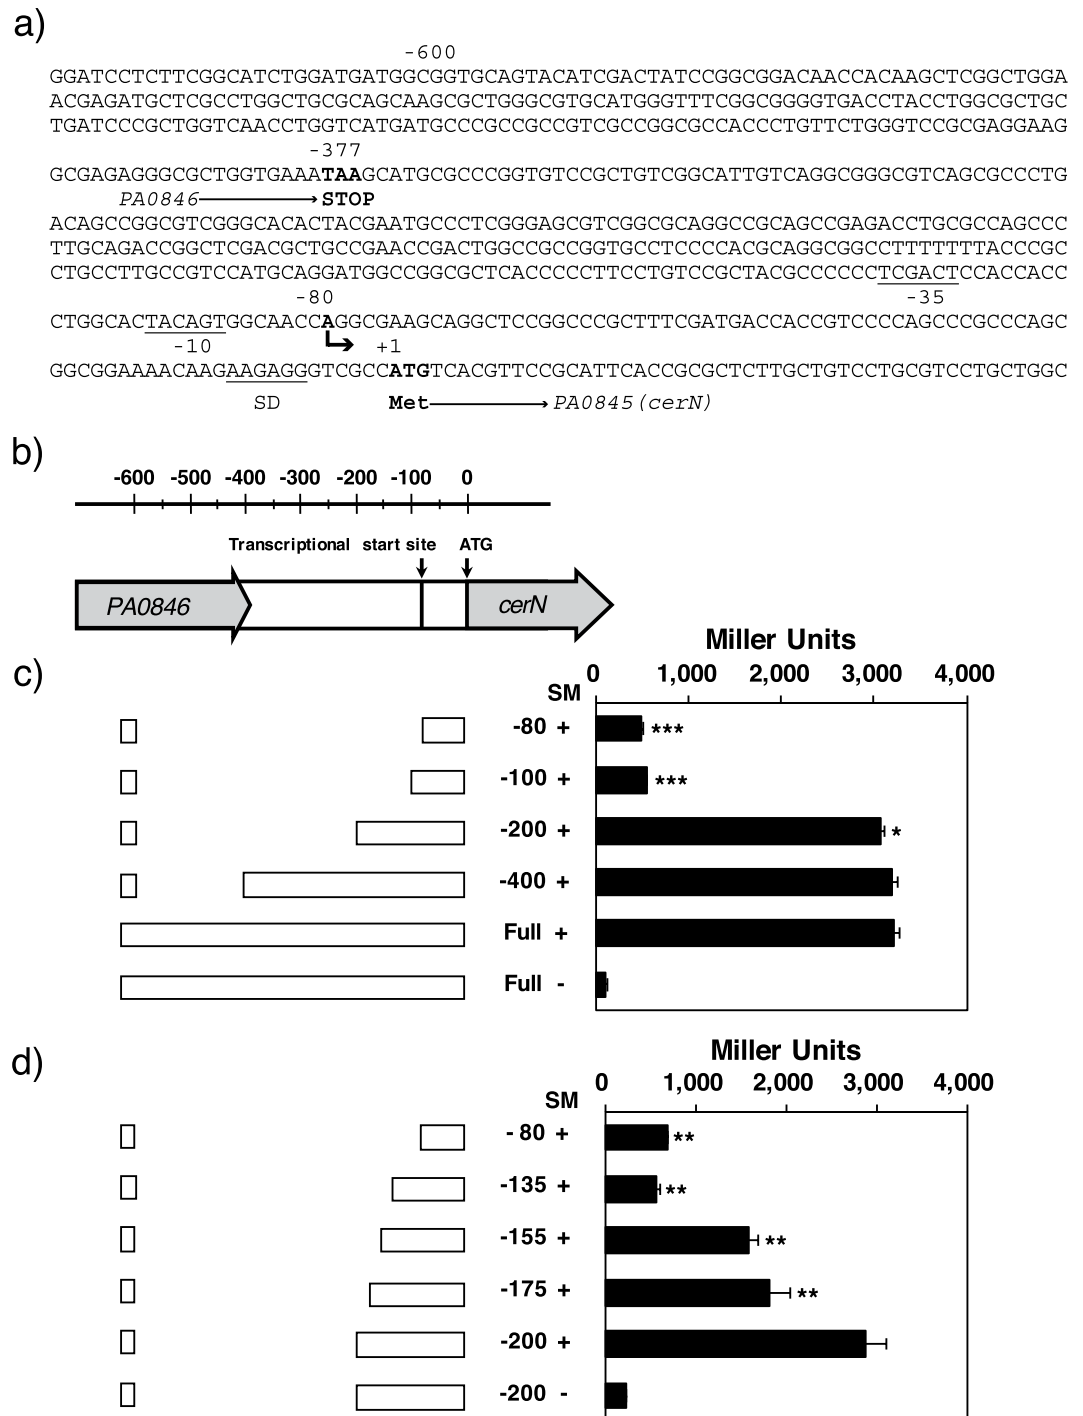 a)
-600
GGATCCTCTTCGGCATCTGGATGATGGCGGTGCAGTACATCGACTATCCGGCGGACAACCACAAGCTCGGCTGGA
ACGAGATGCTCGCCTGGCTGCGCAGCAAGCGCTGGGCGTGCATGGGTTTCGGCGGGGTGACCTACCTGGCGCTGC
TGATCCCGCTGGTCAACCTGGTCATGATGCCCGCCGCCGTCGCCGGCGCCACCCTGTTCTGGGTCCGCGAGGAAG
-377
GCGAGAGGGCGCTGGTGAAATAAGCATGCGCCCGGTGTCCGCTGTCGGCATTGTCAGGCGGGCGTCAGCGCCCTG
PA0846 STOP
ACAGCCGGCGTCGGGCACACTACGAATGCCCTCGGGAGCGTCGGCGCAGGCCGCAGCCGAGACCTGCGCCAGCCC
TTGCAGACCGGCTCGACGCTGCCGAACCGACTGGCCGCCGGTGCCTCCCCACGCAGGCGGCCTTTTTTTACCCGC
CTGCCTTGCCGTCCATGCAGGATGGCCGGCGCTCACCCCCTTCCTGTCCGCTACGCCCCCCTCGACTCCACCACC
-80 -35
CTGGCACTACAGTGGCAACCAGGCGAAGCAGGCTCCGGCCCGCTTTCGATGACCACCGTCCCCAGCCCGCCCAGC
-10 +1
GGCGGAAAACAAGAAGAGGGTCGCCATGTCACGTTCCGCATTCACCGCGCTCTTGCTGTCCTGCGTCCTGCTGGC
SD Met PA0845(cerN)
b)
-600 -500 -400 -300 -200 -100 0
Transcriptional start site ATG
PA0846 cerN
Miller Units
c)
0 1,000 2,000 3,000 4,000
SM
-80 + ***
-100 + ***
-200 + *
-400 +
Full +
Full -
Miller Units
d)
0 1,000 2,000 3,000 4,000
SM
- 80 + **
-135 + **
-155 + **
-175 + **
-200 +
-200 -